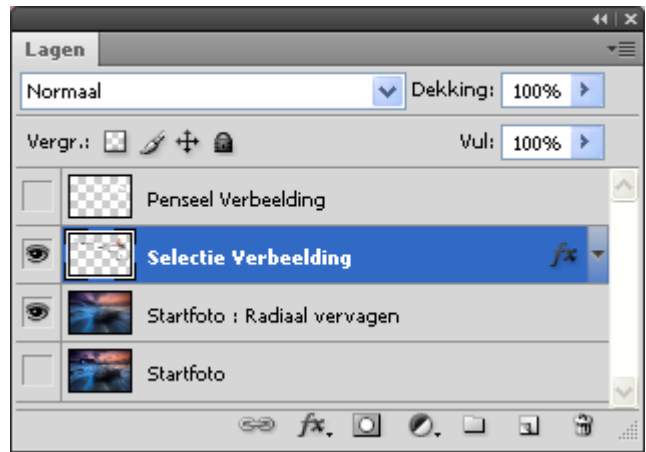 Lagen
Normaal Dekking: 100%
Vergr.: Vul: 100%
Penseel Verbeelding
Selectie Verbeelding fx
Startfoto : Radiaal vervagen
Startfoto
fx.